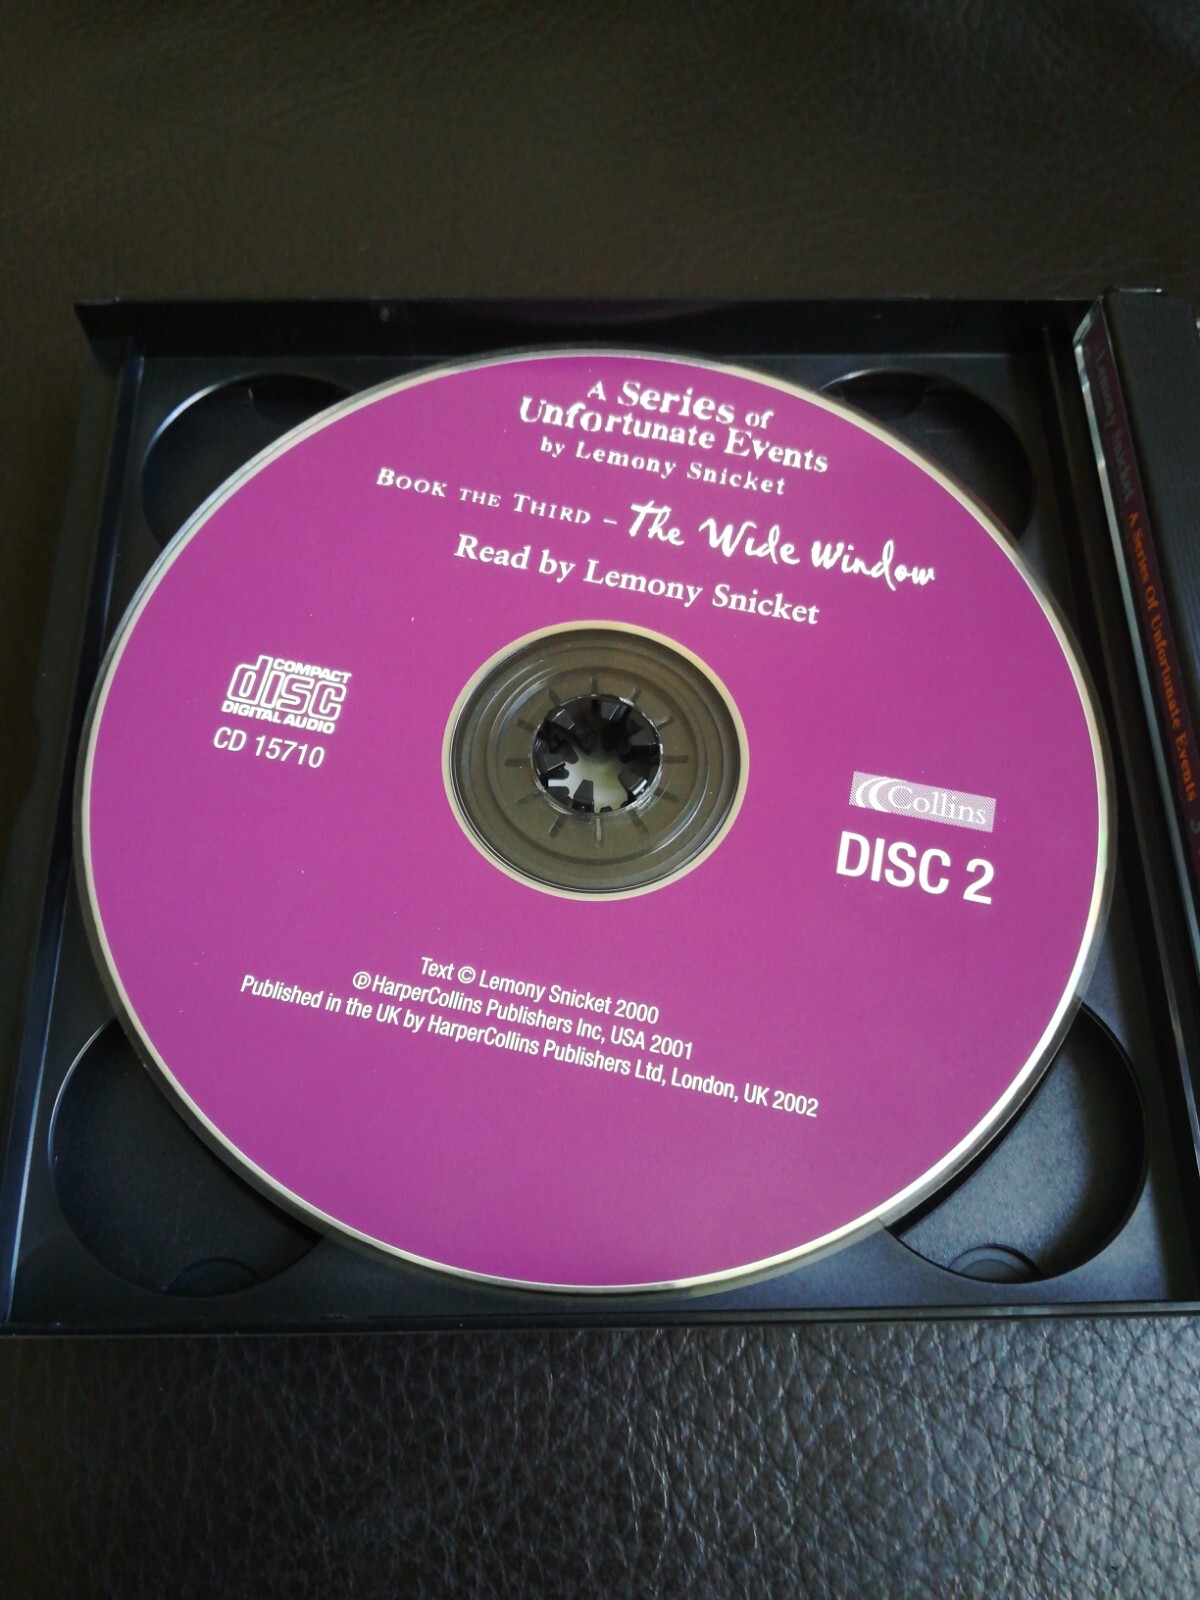 A Series of
Unfortunate Events
by Lemony Snicket
BOOK THE THIRD – The Wide Window
Read by Lemony Snicket
COMPACT
disc
DIGITAL AUDIO
CD 15710
Collins
DISC 2
Text © Lemony Snicket 2000
℗ HarperCollins Publishers Inc, USA 2001
Published in the UK by HarperCollins Publishers Ltd, London, UK 2002
Lemony Snicket A Series Of Unfortunate Events